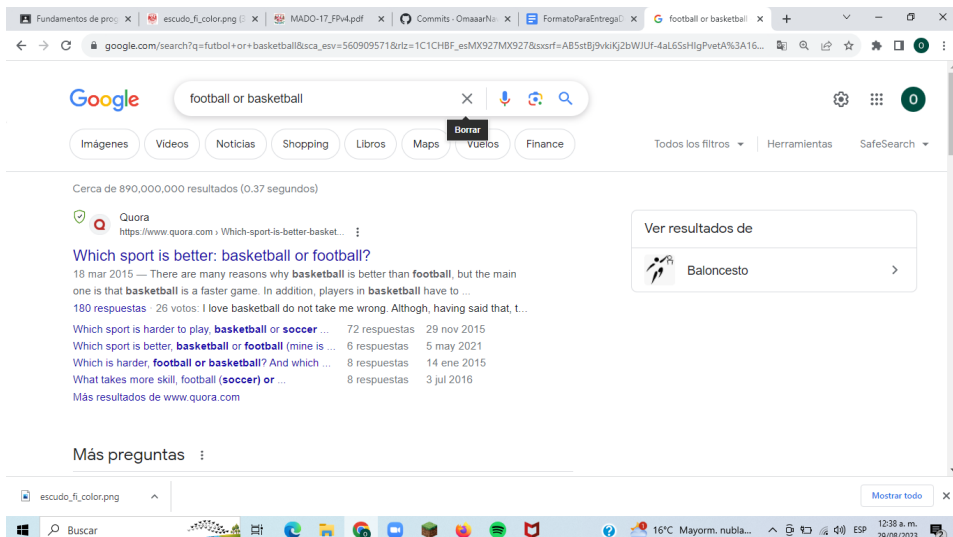 Fundamentos de prog
escudo_fi_color.png (
MADO-17_FPv4.pdf
Commits - OmaaarNa
FormatoParaEntregaD
football or basketball
google.com/search?q=futbol+or+basketball&sca_esv=560909571&rlz=1C1CHBF_esMX927MX927&sxsrf=AB5stBj9vkiKj2bWJUf-4aL6SsHIgPvetA%3A16...
O
Google
football or basketball
O
Borrar
Imágenes
Videos
Noticias
Shopping
Libros
Maps
Vuelos
Finance
Todos los filtros
Herramientas
SafeSearch
Cerca de 890,000,000 resultados (0.37 segundos)
Quora
https://www.quora.com › Which-sport-is-better-basket...
Which sport is better: basketball or football?
18 mar 2015 — There are many reasons why basketball is better than football, but the main
one is that basketball is a faster game. In addition, players in basketball have to ...
180 respuestas · 26 votos: I love basketball do not take me wrong. Althogh, having said that, t...
Which sport is harder to play, basketball or soccer ... 72 respuestas 29 nov 2015
Which sport is better, basketball or football (mine is ... 6 respuestas 5 may 2021
Which is harder, football or basketball? And which ... 8 respuestas 14 ene 2015
What takes more skill, football (soccer) or ... 8 respuestas 3 jul 2016
Más resultados de www.quora.com
Ver resultados de
Baloncesto
Más preguntas
escudo_fi_color.png
Mostrar todo
Buscar
16°C Mayorm. nubla...
ESP
12:38 a. m.
29/08/2023